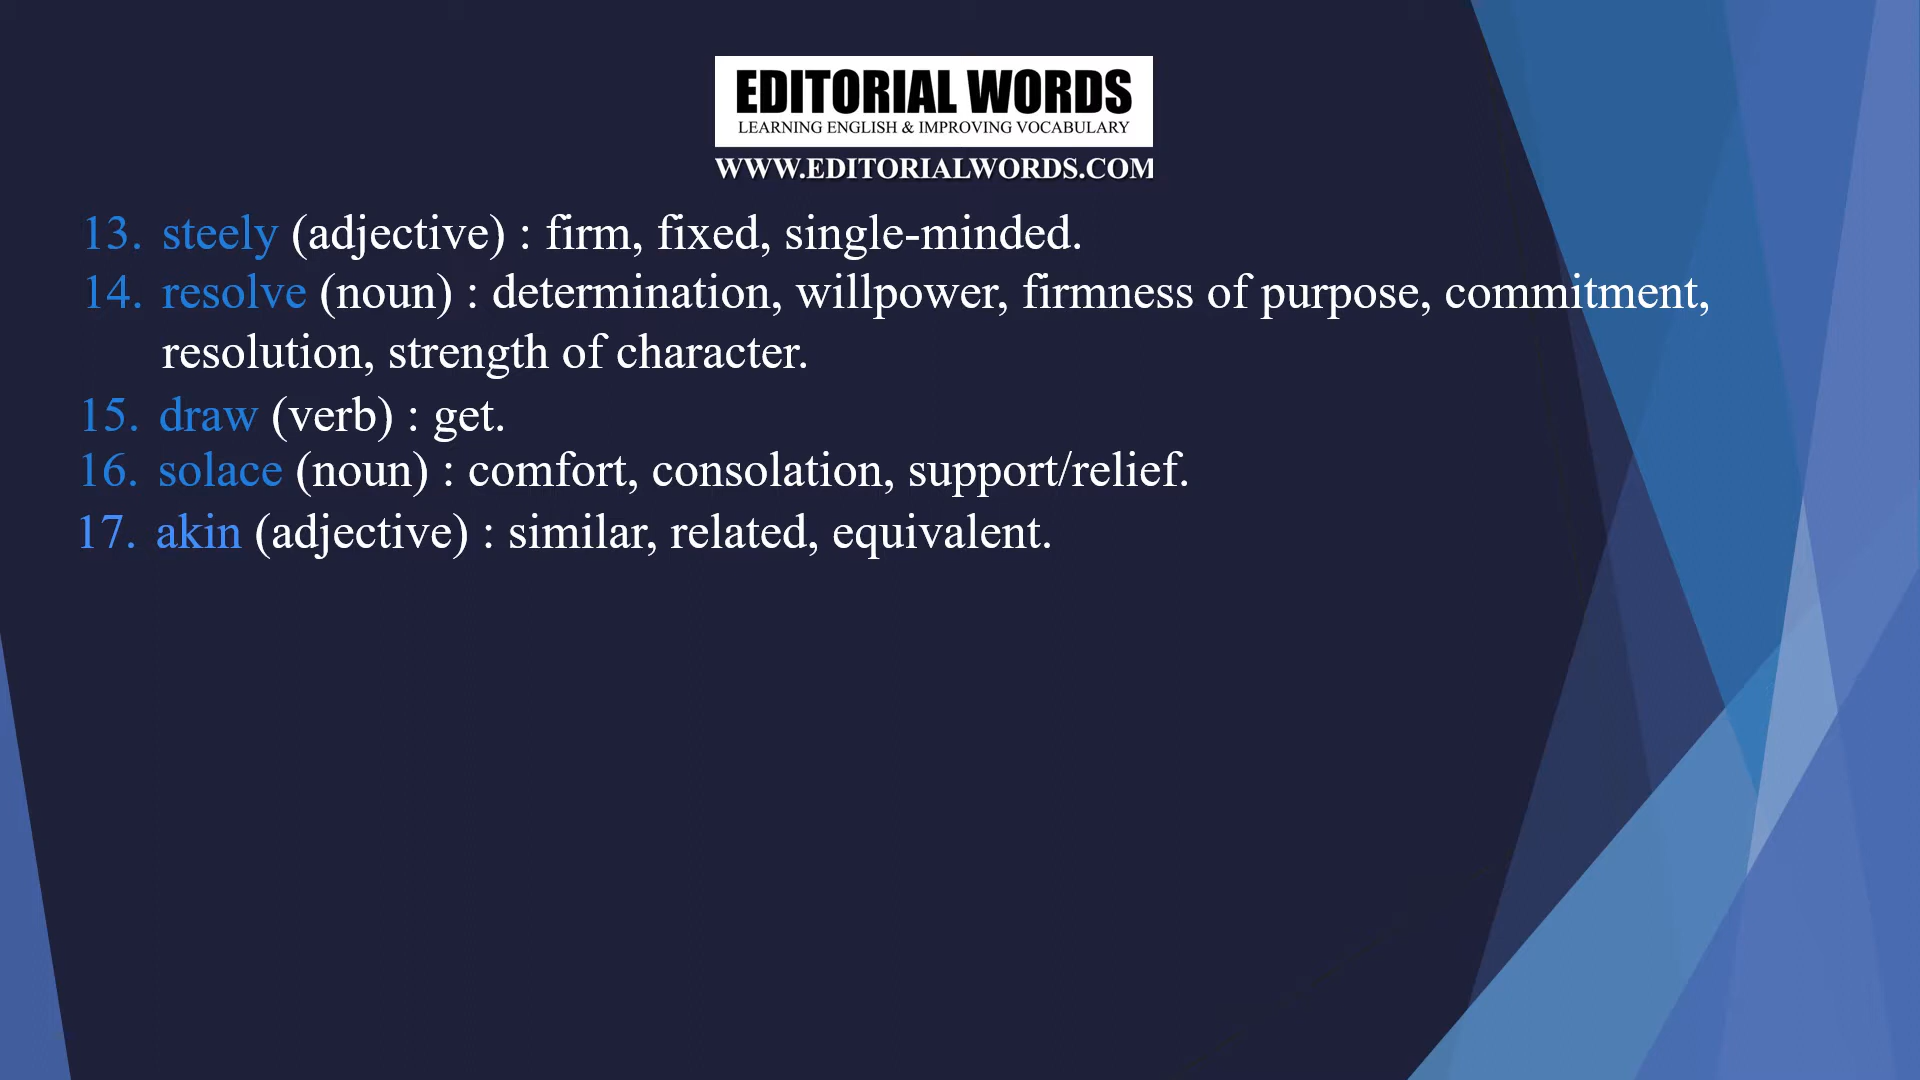 EDITORIAL WORDS
LEARNING ENGLISH & IMPROVING VOCABULARY
WWW.EDITORIALWORDS.COM
13. steely (adjective) : firm, fixed, single-minded.
14. resolve (noun) : determination, willpower, firmness of purpose, commitment,
resolution, strength of character.
15. draw (verb) : get.
16. solace (noun) : comfort, consolation, support/relief.
17. akin (adjective) : similar, related, equivalent.